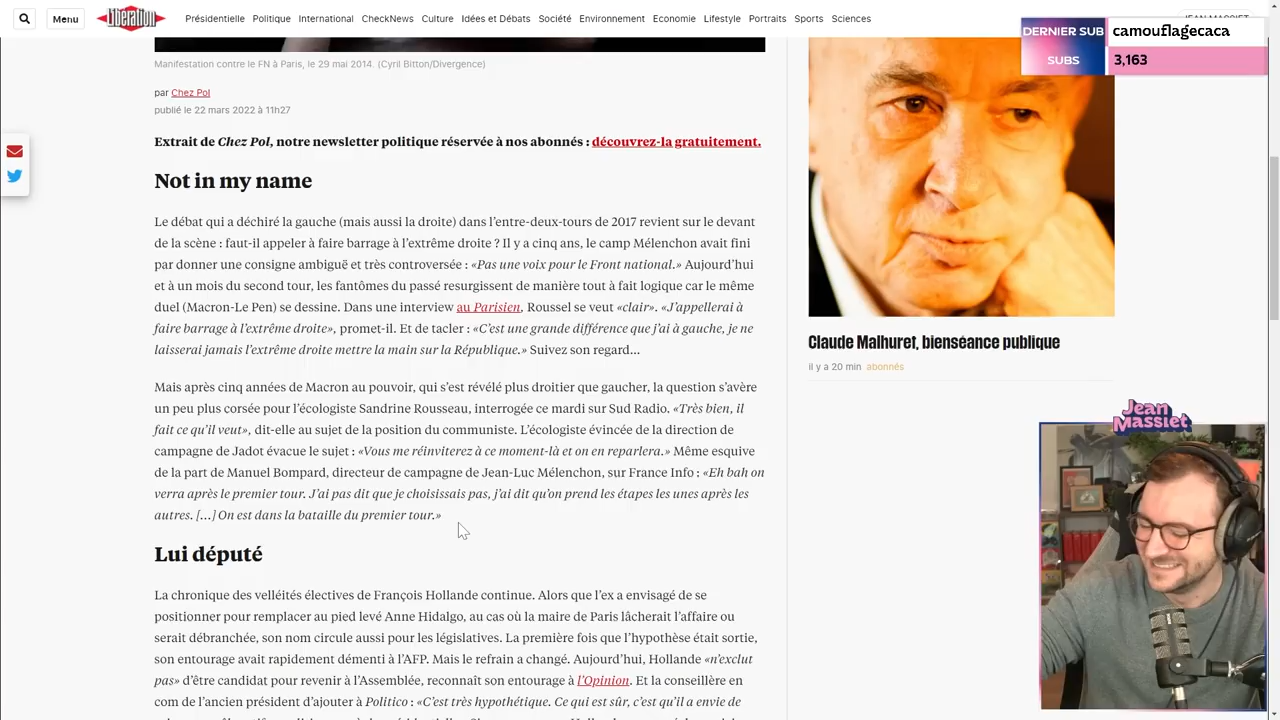 Menu
Libération
Présidentielle Politique International CheckNews Culture Idées et Débats Société Environnement Economie Lifestyle Portraits Sports Sciences
JEAN MASSIET
DERNIER SUB camouflagecaca
SUBS 3,163
Manifestation contre le FN à Paris, le 29 mai 2014. (Cyril Bitton/Divergence)
par Chez Pol
publié le 22 mars 2022 à 11h27
Extrait de Chez Pol, notre newsletter politique réservée à nos abonnés : découvrez-la gratuitement.
Not in my name
Le débat qui a déchiré la gauche (mais aussi la droite) dans l’entre-deux-tours de 2017 revient sur le devant
de la scène : faut-il appeler à faire barrage à l’extrême droite ? Il y a cinq ans, le camp Mélenchon avait fini
par donner une consigne ambiguë et très controversée : «Pas une voix pour le Front national.» Aujourd’hui
et à un mois du second tour, les fantômes du passé resurgissent de manière tout à fait logique car le même
duel (Macron-Le Pen) se dessine. Dans une interview au Parisien, Roussel se veut «clair». «J’appellerai à
faire barrage à l’extrême droite», promet-il. Et de tacler : «C’est une grande différence que j’ai à gauche, je ne
laisserai jamais l’extrême droite mettre la main sur la République.» Suivez son regard…
Mais après cinq années de Macron au pouvoir, qui s’est révélé plus droitier que gaucher, la question s’avère
un peu plus corsée pour l’écologiste Sandrine Rousseau, interrogée ce mardi sur Sud Radio. «Très bien, il
fait ce qu’il veut», dit-elle au sujet de la position du communiste. L’écologiste évincée de la direction de
campagne de Jadot évacue le sujet : «Vous me réinviterez à ce moment-là et on en reparlera.» Même esquive
de la part de Manuel Bompard, directeur de campagne de Jean-Luc Mélenchon, sur France Info : «Eh bah on
verra après le premier tour. J’ai pas dit que je choisissais pas, j’ai dit qu’on prend les étapes les unes après les
autres. […] On est dans la bataille du premier tour.»
Lui député
La chronique des velléités électives de François Hollande continue. Alors que l’ex a envisagé de se
positionner pour remplacer au pied levé Anne Hidalgo, au cas où la maire de Paris lâcherait l’affaire ou
serait débranchée, son nom circule aussi pour les législatives. La première fois que l’hypothèse était sortie,
son entourage avait rapidement démenti à l’AFP. Mais le refrain a changé. Aujourd’hui, Hollande «n’exclut
pas» d’être candidat pour revenir à l’Assemblée, reconnaît son entourage à l’Opinion. Et la conseillère en
com de l’ancien président d’ajouter à Politico : «C’est très hypothétique. Ce qui est sûr, c’est qu’il a envie de
Claude Malhuret, bienséance publique
il y a 20 min abonnés
Jean
Massiet